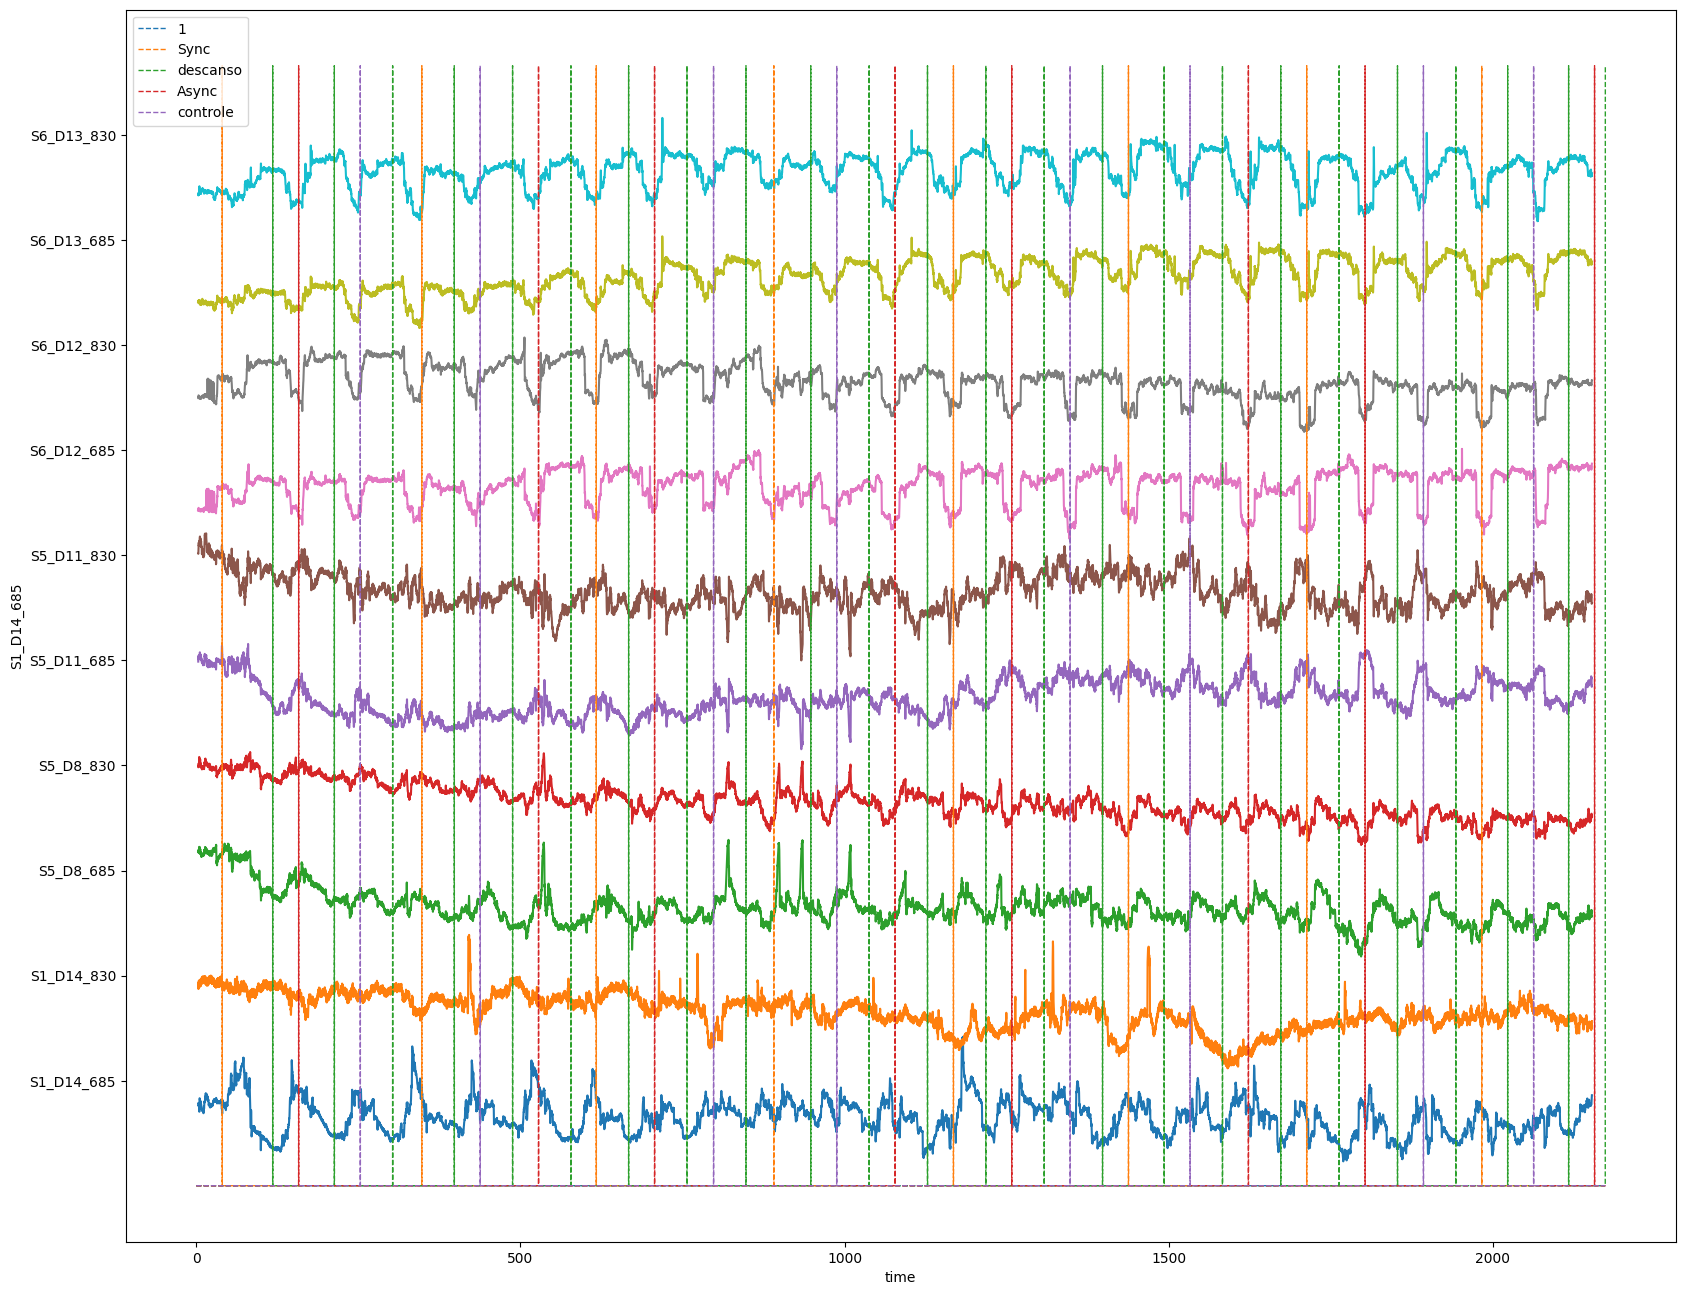 1
Sync
descanso
Async
controle
S6_D13_830
S6_D13_685
S6_D12_830
S6_D12_685
S5_D11_830
S5_D11_685
S5_D8_830
S5_D8_685
S1_D14_830
S1_D14_685
S1_D14_685
0 500 1000 1500 2000
time